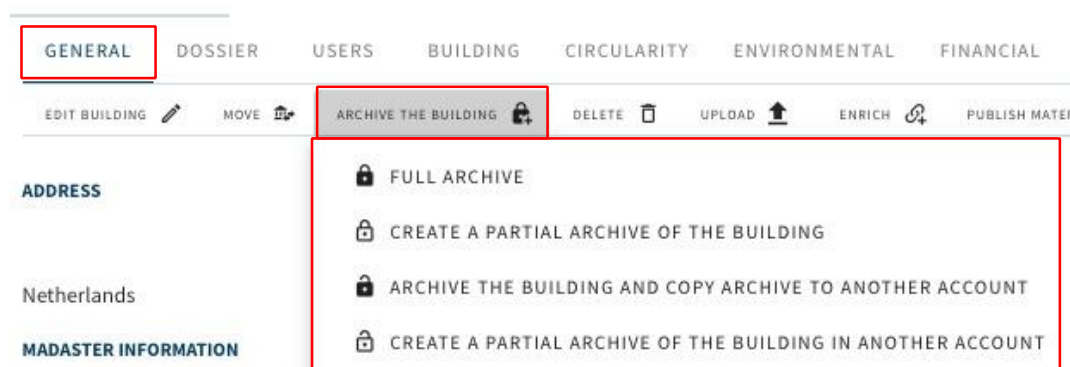 GENERAL DOSSIER USERS BUILDING CIRCULARITY ENVIRONMENTAL FINANCIAL
EDIT BUILDING MOVE ARCHIVE THE BUILDING DELETE UPLOAD ENRICH PUBLISH MATE
FULL ARCHIVE
ADDRESS
CREATE A PARTIAL ARCHIVE OF THE BUILDING
ARCHIVE THE BUILDING AND COPY ARCHIVE TO ANOTHER ACCOUNT
Netherlands
CREATE A PARTIAL ARCHIVE OF THE BUILDING IN ANOTHER ACCOUNT
MADASTER INFORMATION